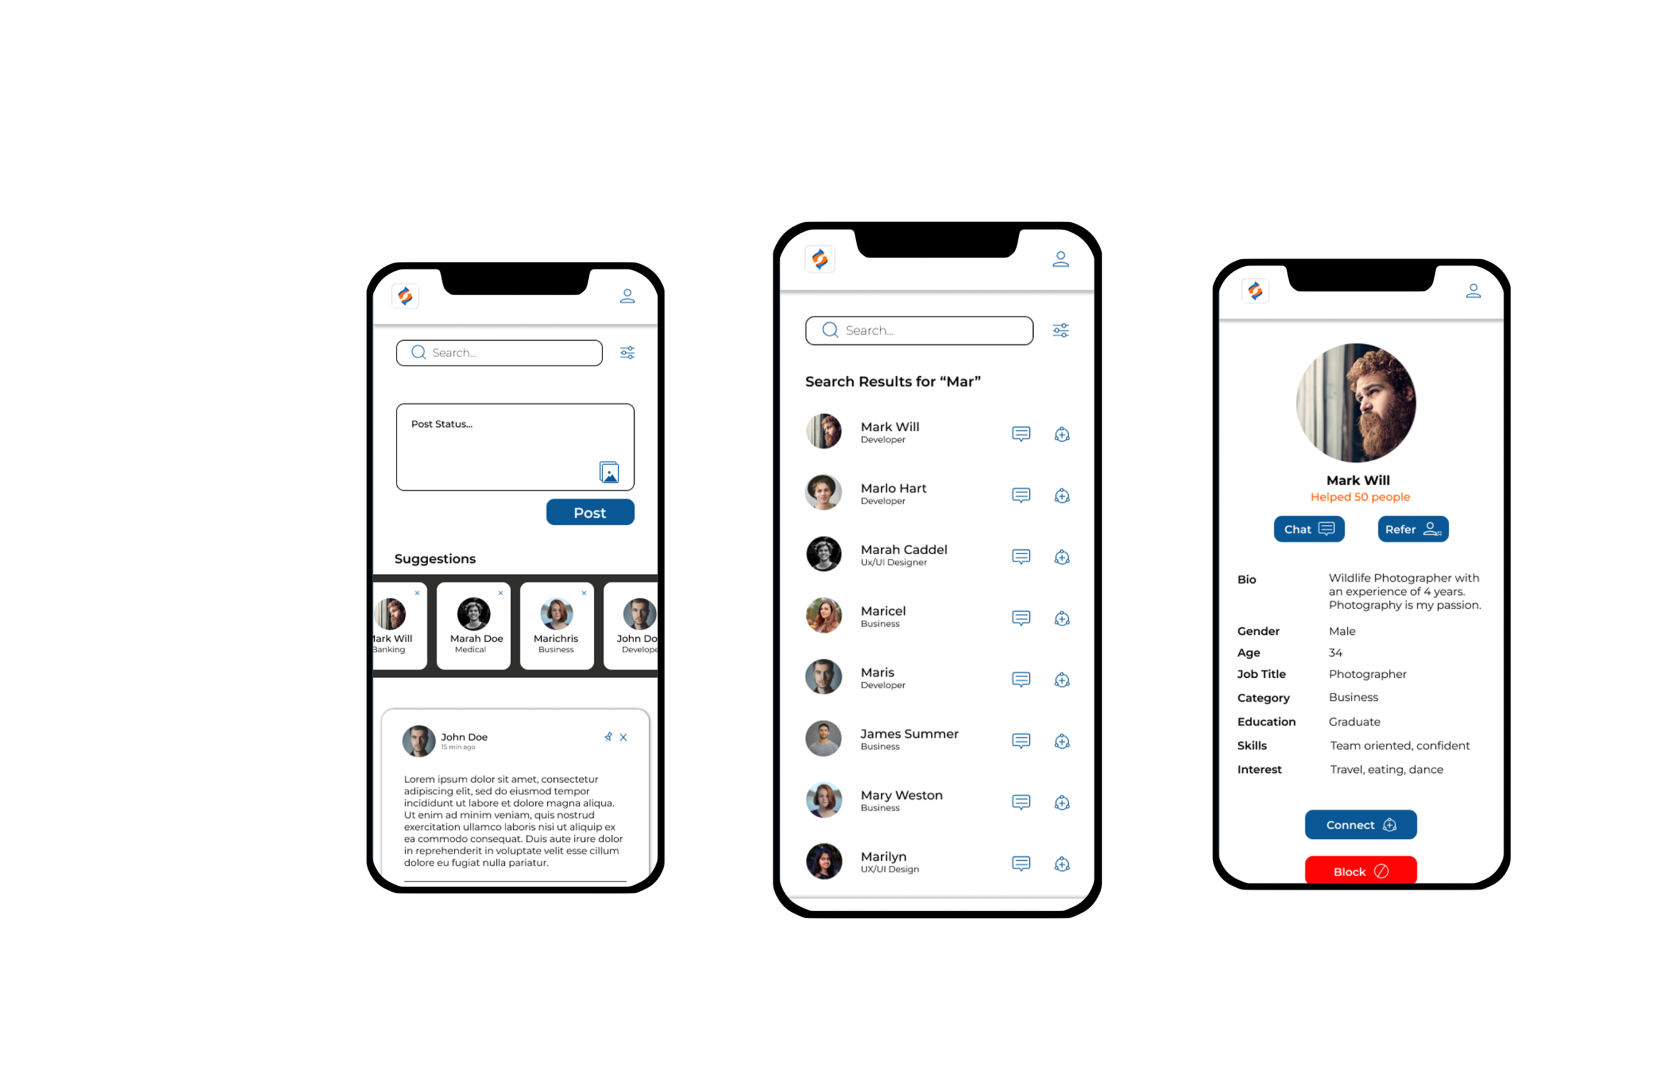 Search...
Post Status...
Post
Suggestions
Mark Will
Banking
Marah Doe
Medical
Marichris
Business
John Do
Develope
John Doe
15 min ago
Lorem ipsum dolor sit amet, consectetur
adipiscing elit, sed do eiusmod tempor
incididunt ut labore et dolore magna aliqua.
Ut enim ad minim veniam, quis nostrud
exercitation ullamco laboris nisi ut aliquip ex
ea commodo consequat. Duis aute irure dolor
in reprehenderit in voluptate velit esse cillum
dolore eu fugiat nulla pariatur.
Search...
Search Results for “Mar”
Mark Will
Developer
Marlo Hart
Developer
Marah Caddel
Ux/UI Designer
Maricel
Business
Maris
Developer
James Summer
Business
Mary Weston
Business
Marilyn
UX/UI Design
Mark Will
Helped 50 people
Chat
Refer
Bio Wildlife Photographer with
an experience of 4 years.
Photography is my passion.
Gender Male
Age 34
Job Title Photographer
Category Business
Education Graduate
Skills Team oriented, confident
Interest Travel, eating, dance
Connect
Block